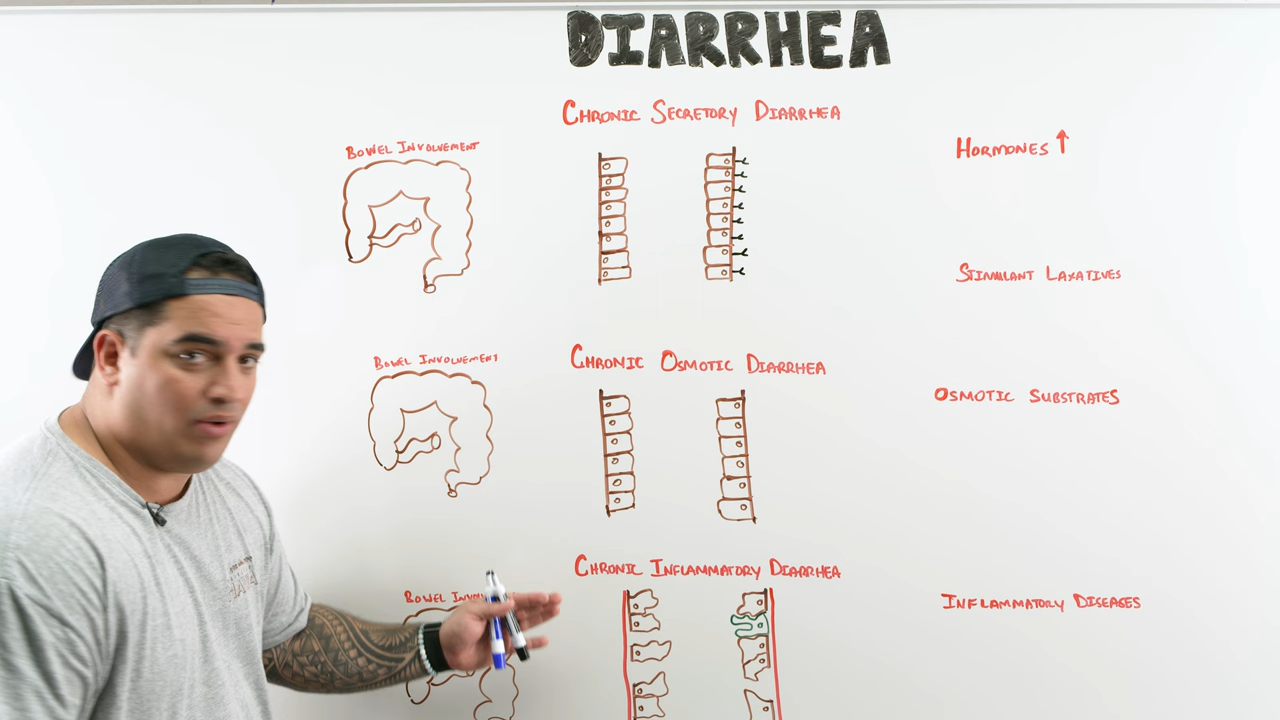 DIARRHEA
CHRONIC SECRETORY DIARRHEA
BOWEL INVOLVEMENT
HORMONES ↑
STIMULANT LAXATIVES
CHRONIC OSMOTIC DIARRHEA
BOWEL INVOLVEMENT
OSMOTIC SUBSTRATES
CHRONIC INFLAMMATORY DIARRHEA
BOWEL
INFLAMMATORY DISEASES